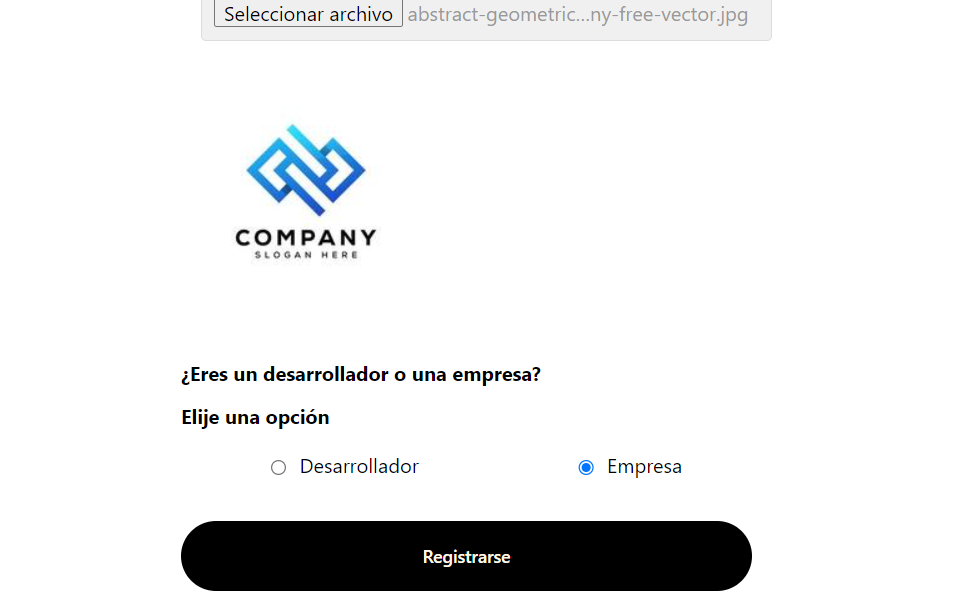 Seleccionar archivo abstract-geometric...ny-free-vector.jpg
COMPANY
SLOGAN HERE
¿Eres un desarrollador o una empresa?
Elije una opción
Desarrollador Empresa
Registrarse